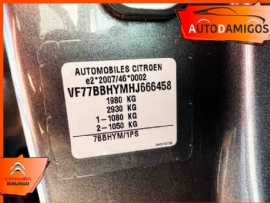 AUTODAMIGOS
AUTOMOBILES CITROEN
e2*2007/46*0002
VF77BBHYMHJ666458
1980 KG
2930 KG
1-1080 KG
2-1050 KG
7BBHYM/1PS
CITROËN
BERLINGO